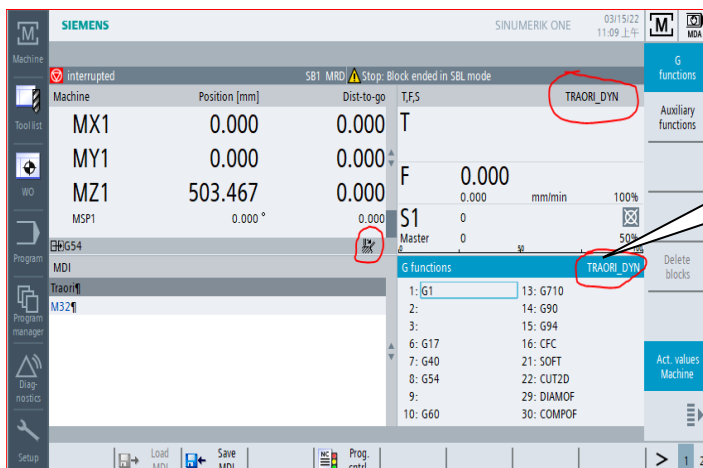 SIEMENS
SINUMERIK ONE
03/15/22
11:09 上午
M
MDA
Machine
interrupted
SB1 MRD Stop: Block ended in SBL mode
Machine Position [mm] Dist-to-go
T,F,S TRAORI_DYN
MX1 0.000 0.000
MY1 0.000 0.000
MZ1 503.467 0.000
MSP1 0.000 ° 0.000
T
F 0.000
0.000 mm/min 100%
S1 0
Master 0 50%
0 50 100
G54
MDI
Traori¶
M32¶
G functions TRAORI_DYN
1: G1 13: G710
2: 14: G90
3: 15: G94
6: G17 16: CFC
7: G40 21: SOFT
8: G54 22: CUT2D
9: 29: DIAMOF
10: G60 30: COMPOF
M
Tool list
WO
Program
Program
manager
Diag-
nostics
Setup
G
functions
Auxiliary
functions
Delete
blocks
Act. values
Machine
Load
MDI
Save
MDI
NC
Prog.
cntrl.
> 1 2